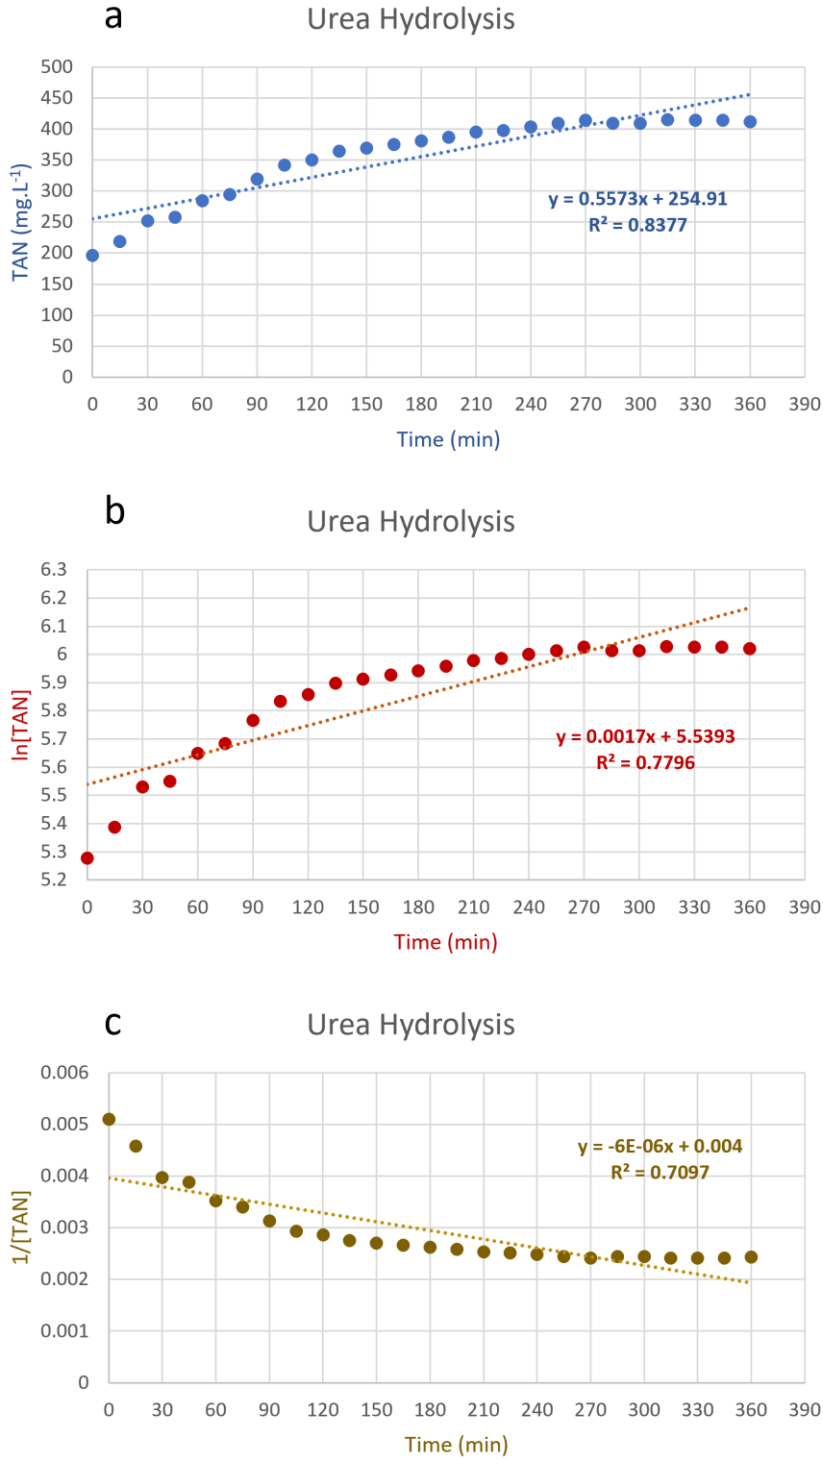 a
Urea Hydrolysis
500
450
400
350
300
250
200
150
100
50
0
TAN (mg.L⁻¹)
y = 0.5573x + 254.91
R² = 0.8377
0 30 60 90 120 150 180 210 240 270 300 330 360 390
Time (min)
b
Urea Hydrolysis
6.3
6.2
6.1
6
5.9
5.8
5.7
5.6
5.5
5.4
5.3
5.2
ln[TAN]
y = 0.0017x + 5.5393
R² = 0.7796
0 30 60 90 120 150 180 210 240 270 300 330 360 390
Time (min)
c
Urea Hydrolysis
0.006
0.005
0.004
0.003
0.002
0.001
0
1/[TAN]
y = -6E-06x + 0.004
R² = 0.7097
0 30 60 90 120 150 180 210 240 270 300 330 360 390
Time (min)